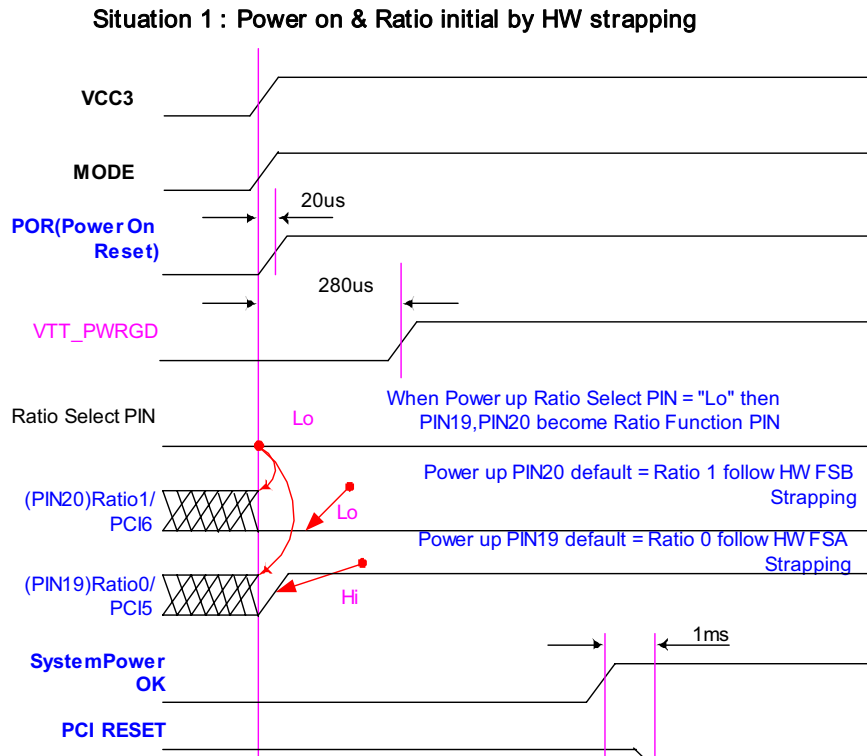 Situation 1 : Power on & Ratio initial by HW strapping
VCC3
MODE
20us
POR(Power On
Reset)
280us
VTT_PWRGD
Ratio Select PIN
Lo
When Power up Ratio Select PIN = "Lo" then
PIN19,PIN20 become Ratio Function PIN
(PIN20)Ratio1/
PCI6
Lo
Power up PIN20 default = Ratio 1 follow HW FSB
Strapping
(PIN19)Ratio0/
PCI5
Hi
Power up PIN19 default = Ratio 0 follow HW FSA
Strapping
1ms
SystemPower
OK
PCI RESET